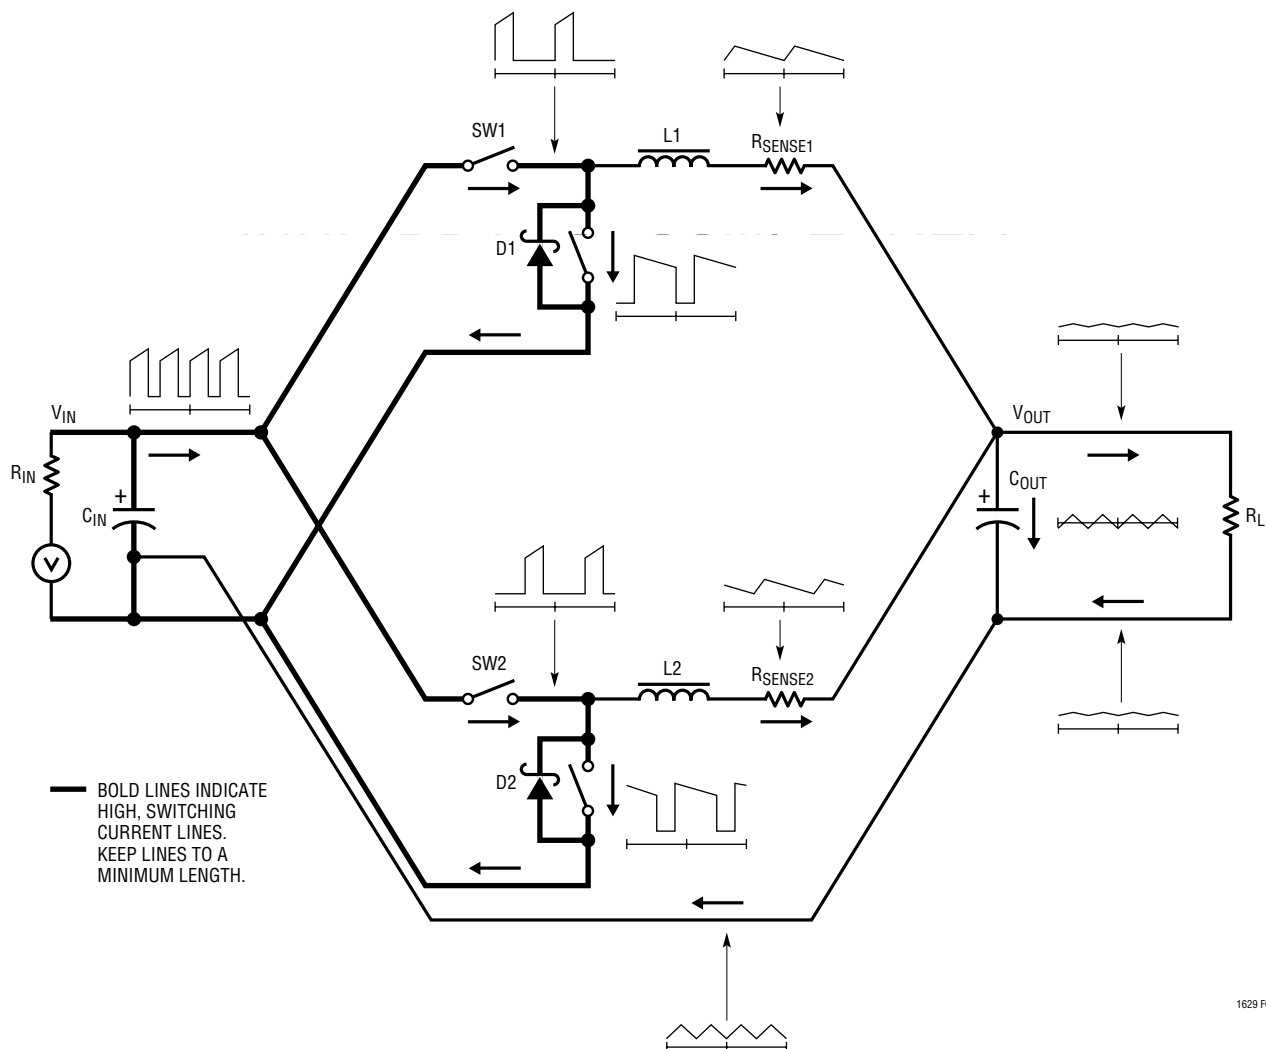 SW1
L1
RSENSE1
D1
VIN
VOUT
RIN
+
CIN
+
COUT
RL
V
SW2
L2
RSENSE2
D2
BOLD LINES INDICATE
HIGH, SWITCHING
CURRENT LINES.
KEEP LINES TO A
MINIMUM LENGTH.
1629